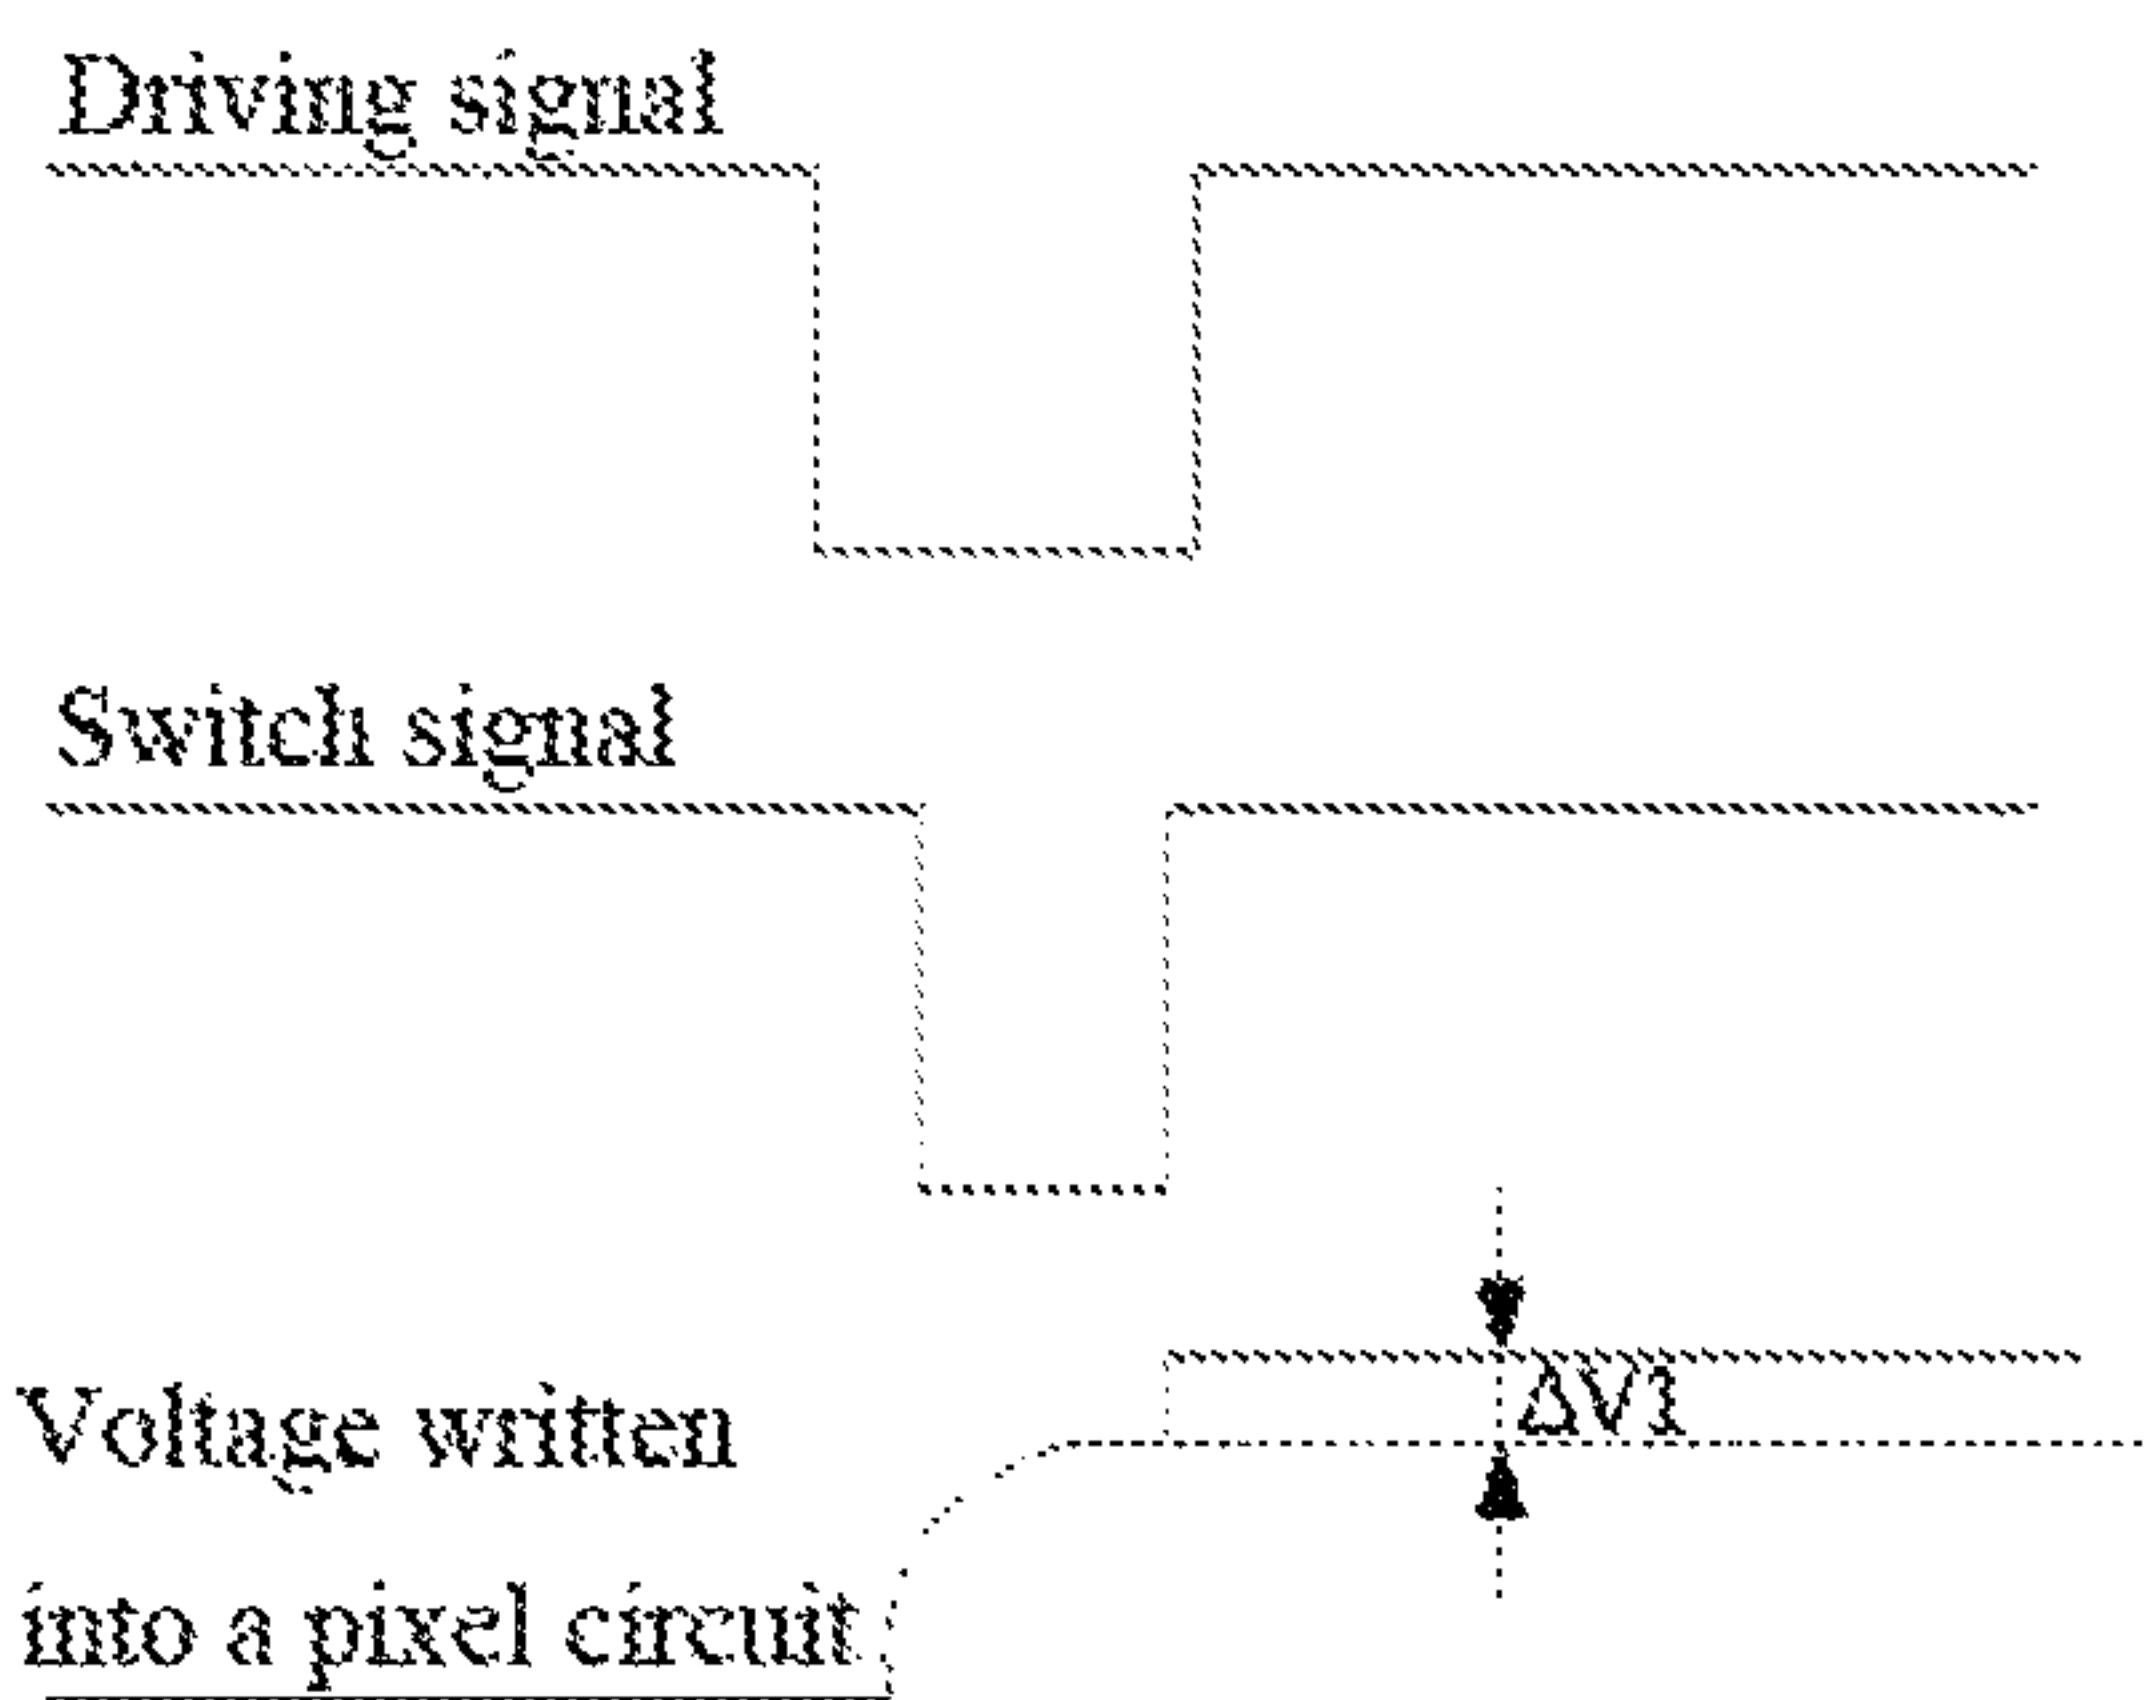 Driving signal
Switch signal
ΔV1
Voltage written
into a pixel circuit